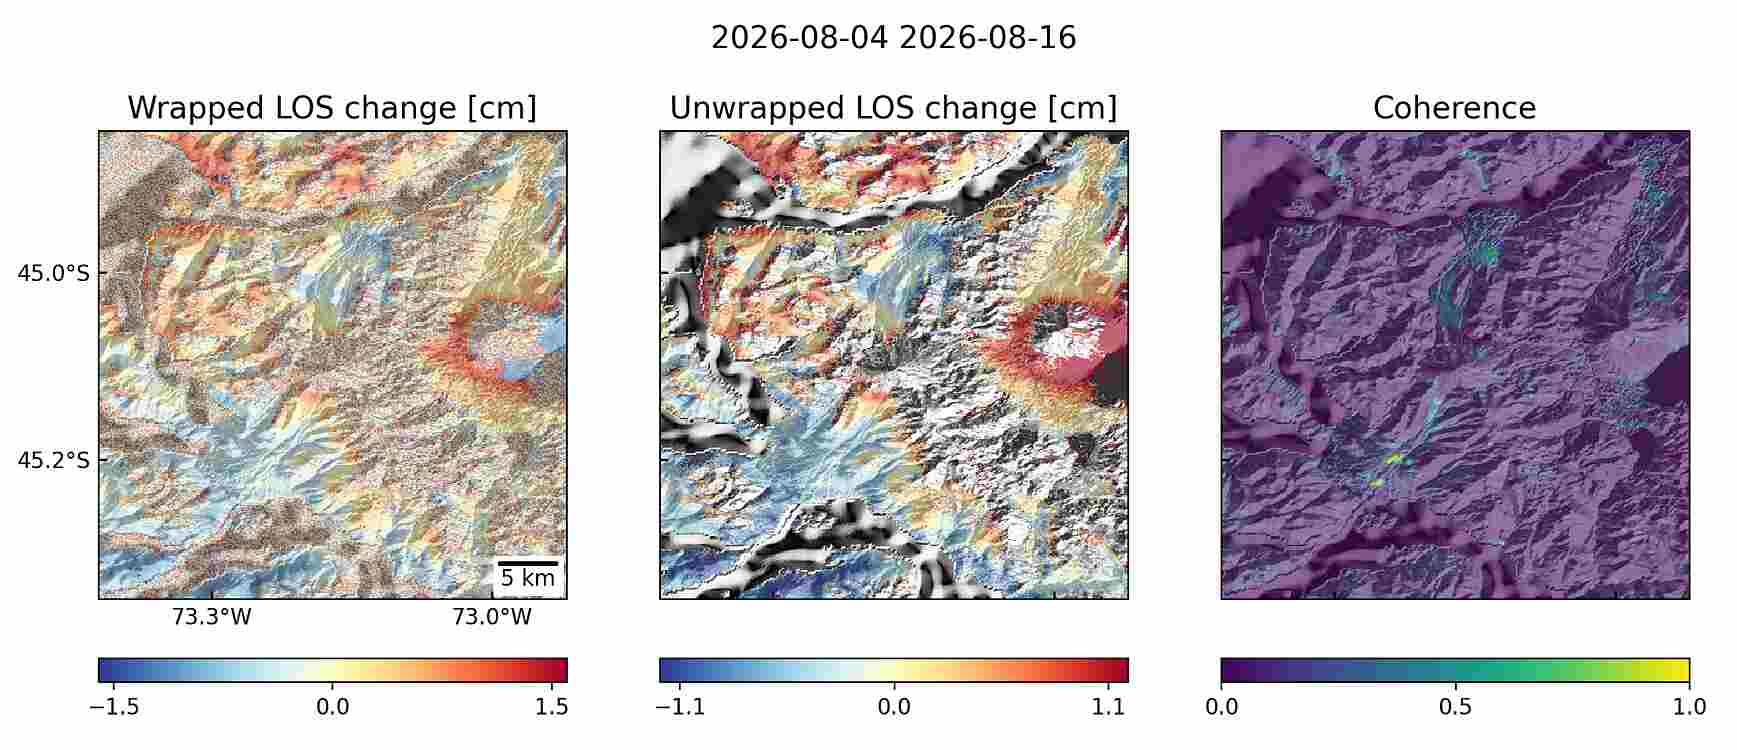 2026-08-04 2026-08-16
Wrapped LOS change [cm]
Unwrapped LOS change [cm]
Coherence
45.0°S
45.2°S
5 km
73.3°W
73.0°W
−1.5
0.0
1.5
−1.1
0.0
1.1
0.0
0.5
1.0